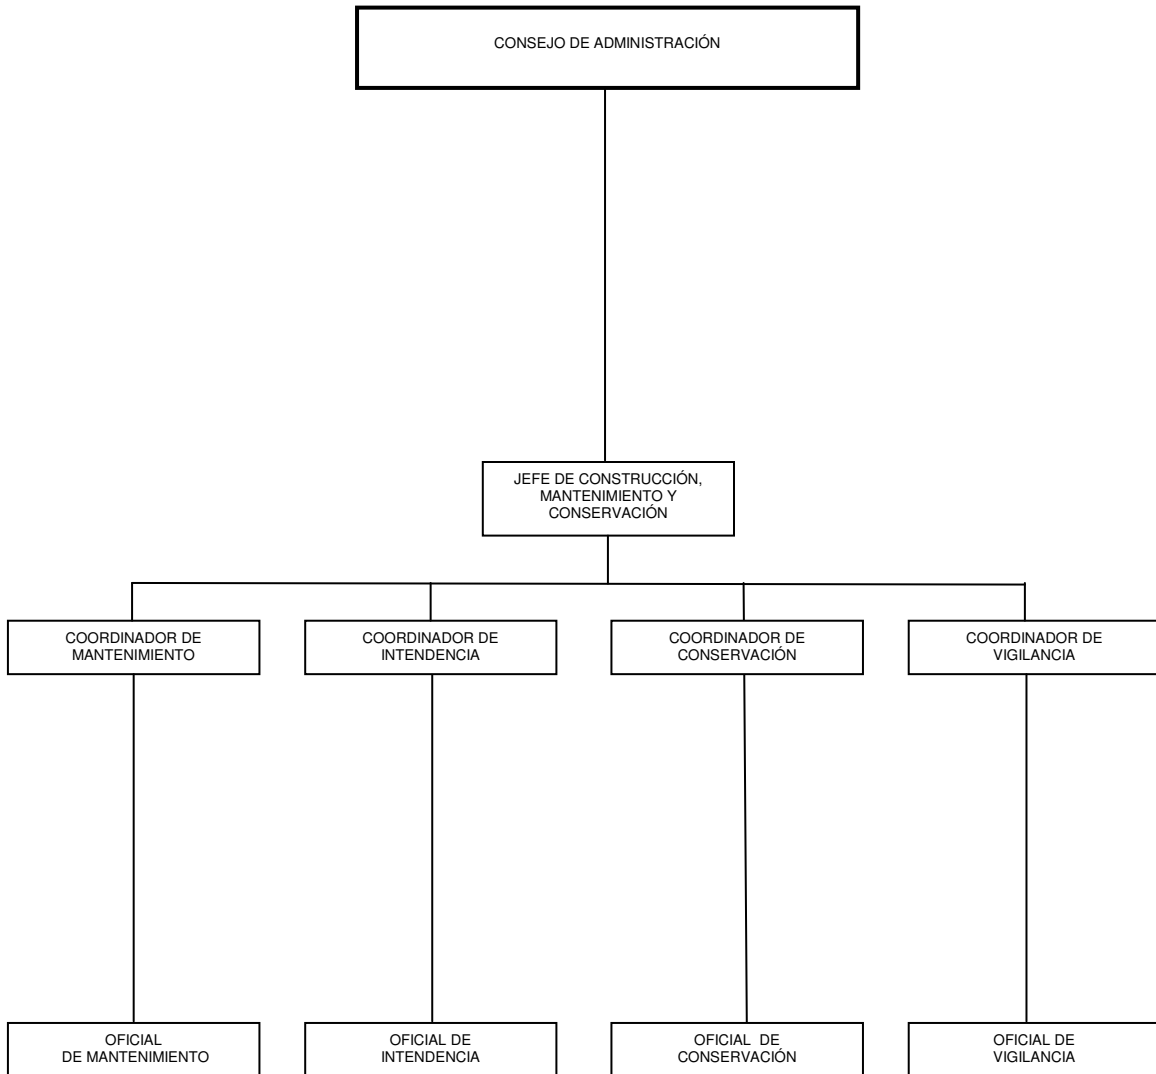 CONSEJO DE ADMINISTRACIÓN
JEFE DE CONSTRUCCIÓN,
MANTENIMIENTO Y
CONSERVACIÓN
COORDINADOR DE
MANTENIMIENTO
COORDINADOR DE
INTENDENCIA
COORDINADOR DE
CONSERVACIÓN
COORDINADOR DE
VIGILANCIA
OFICIAL
DE MANTENIMIENTO
OFICIAL DE
INTENDENCIA
OFICIAL DE
CONSERVACIÓN
OFICIAL DE
VIGILANCIA